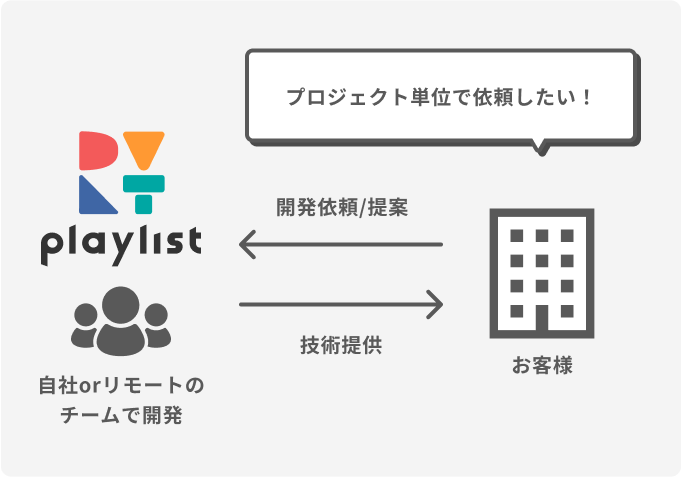 プロジェクト単位で依頼したい！
playlist
開発依頼/提案
技術提供
お客様
自社orリモートの
チームで開発